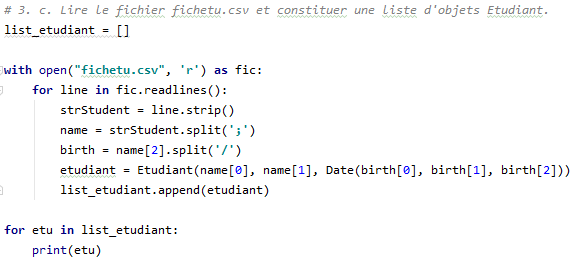 # 3. c. Lire le fichier fichetu.csv et constituer une liste d'objets Etudiant.
list_etudiant = []
with open("fichetu.csv", 'r') as fic:
    for line in fic.readlines():
        strStudent = line.strip()
        name = strStudent.split(';')
        birth = name[2].split('/')
        etudiant = Etudiant(name[0], name[1], Date(birth[0], birth[1], birth[2]))
        list_etudiant.append(etudiant)
for etu in list_etudiant:
    print(etu)